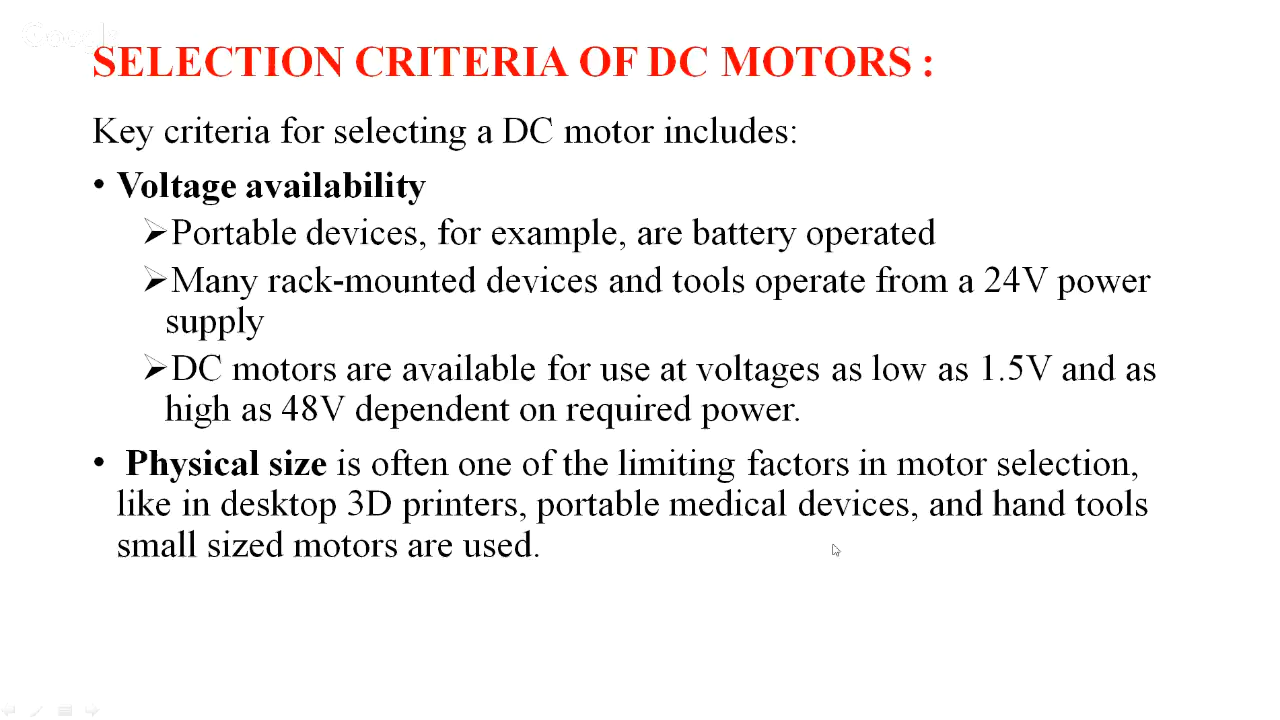 Google
SELECTION CRITERIA OF DC MOTORS :
Key criteria for selecting a DC motor includes:
• Voltage availability
➢Portable devices, for example, are battery operated
➢Many rack-mounted devices and tools operate from a 24V power
supply
➢DC motors are available for use at voltages as low as 1.5V and as
high as 48V dependent on required power.
• Physical size is often one of the limiting factors in motor selection,
like in desktop 3D printers, portable medical devices, and hand tools
small sized motors are used.